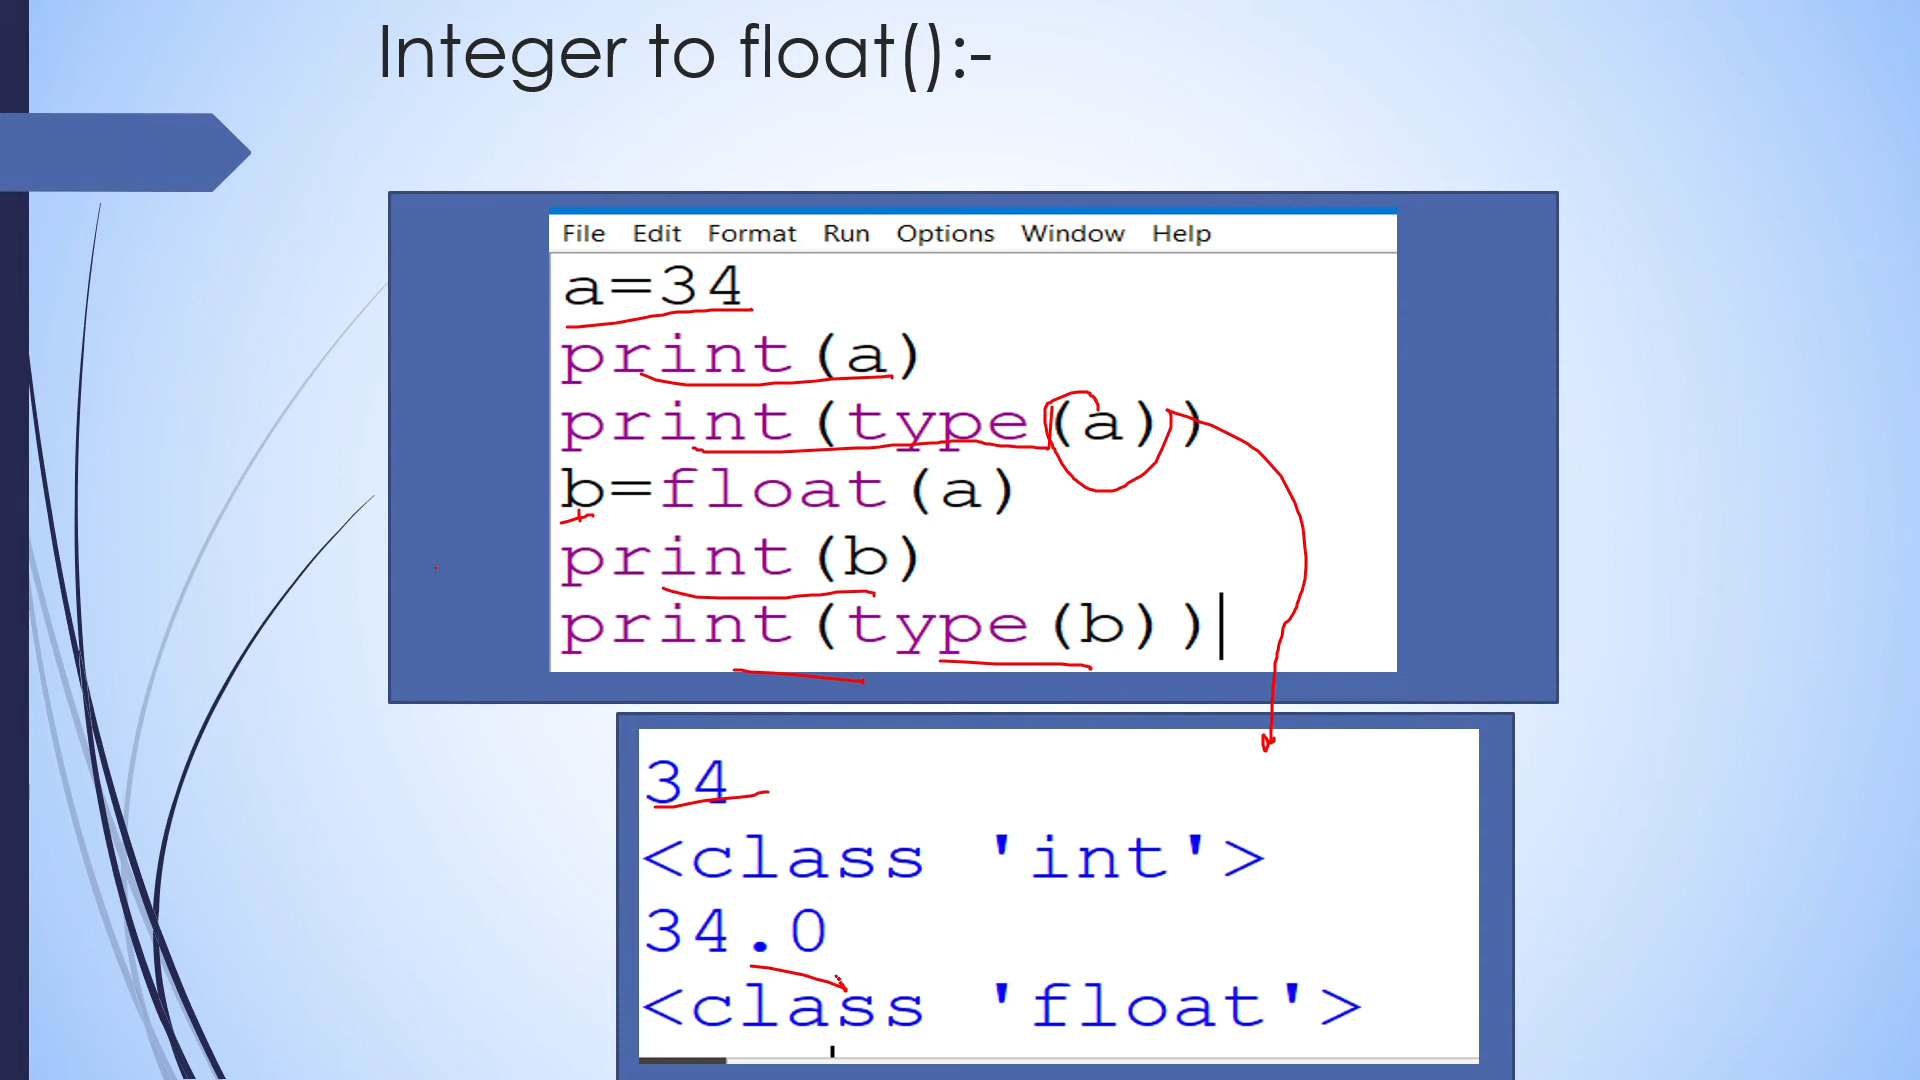 Integer to float():-
File Edit Format Run Options Window Help
a=34
print(a)
print(type(a))
b=float(a)
print(b)
print(type(b))
34
<class 'int'>
34.0
<class 'float'>